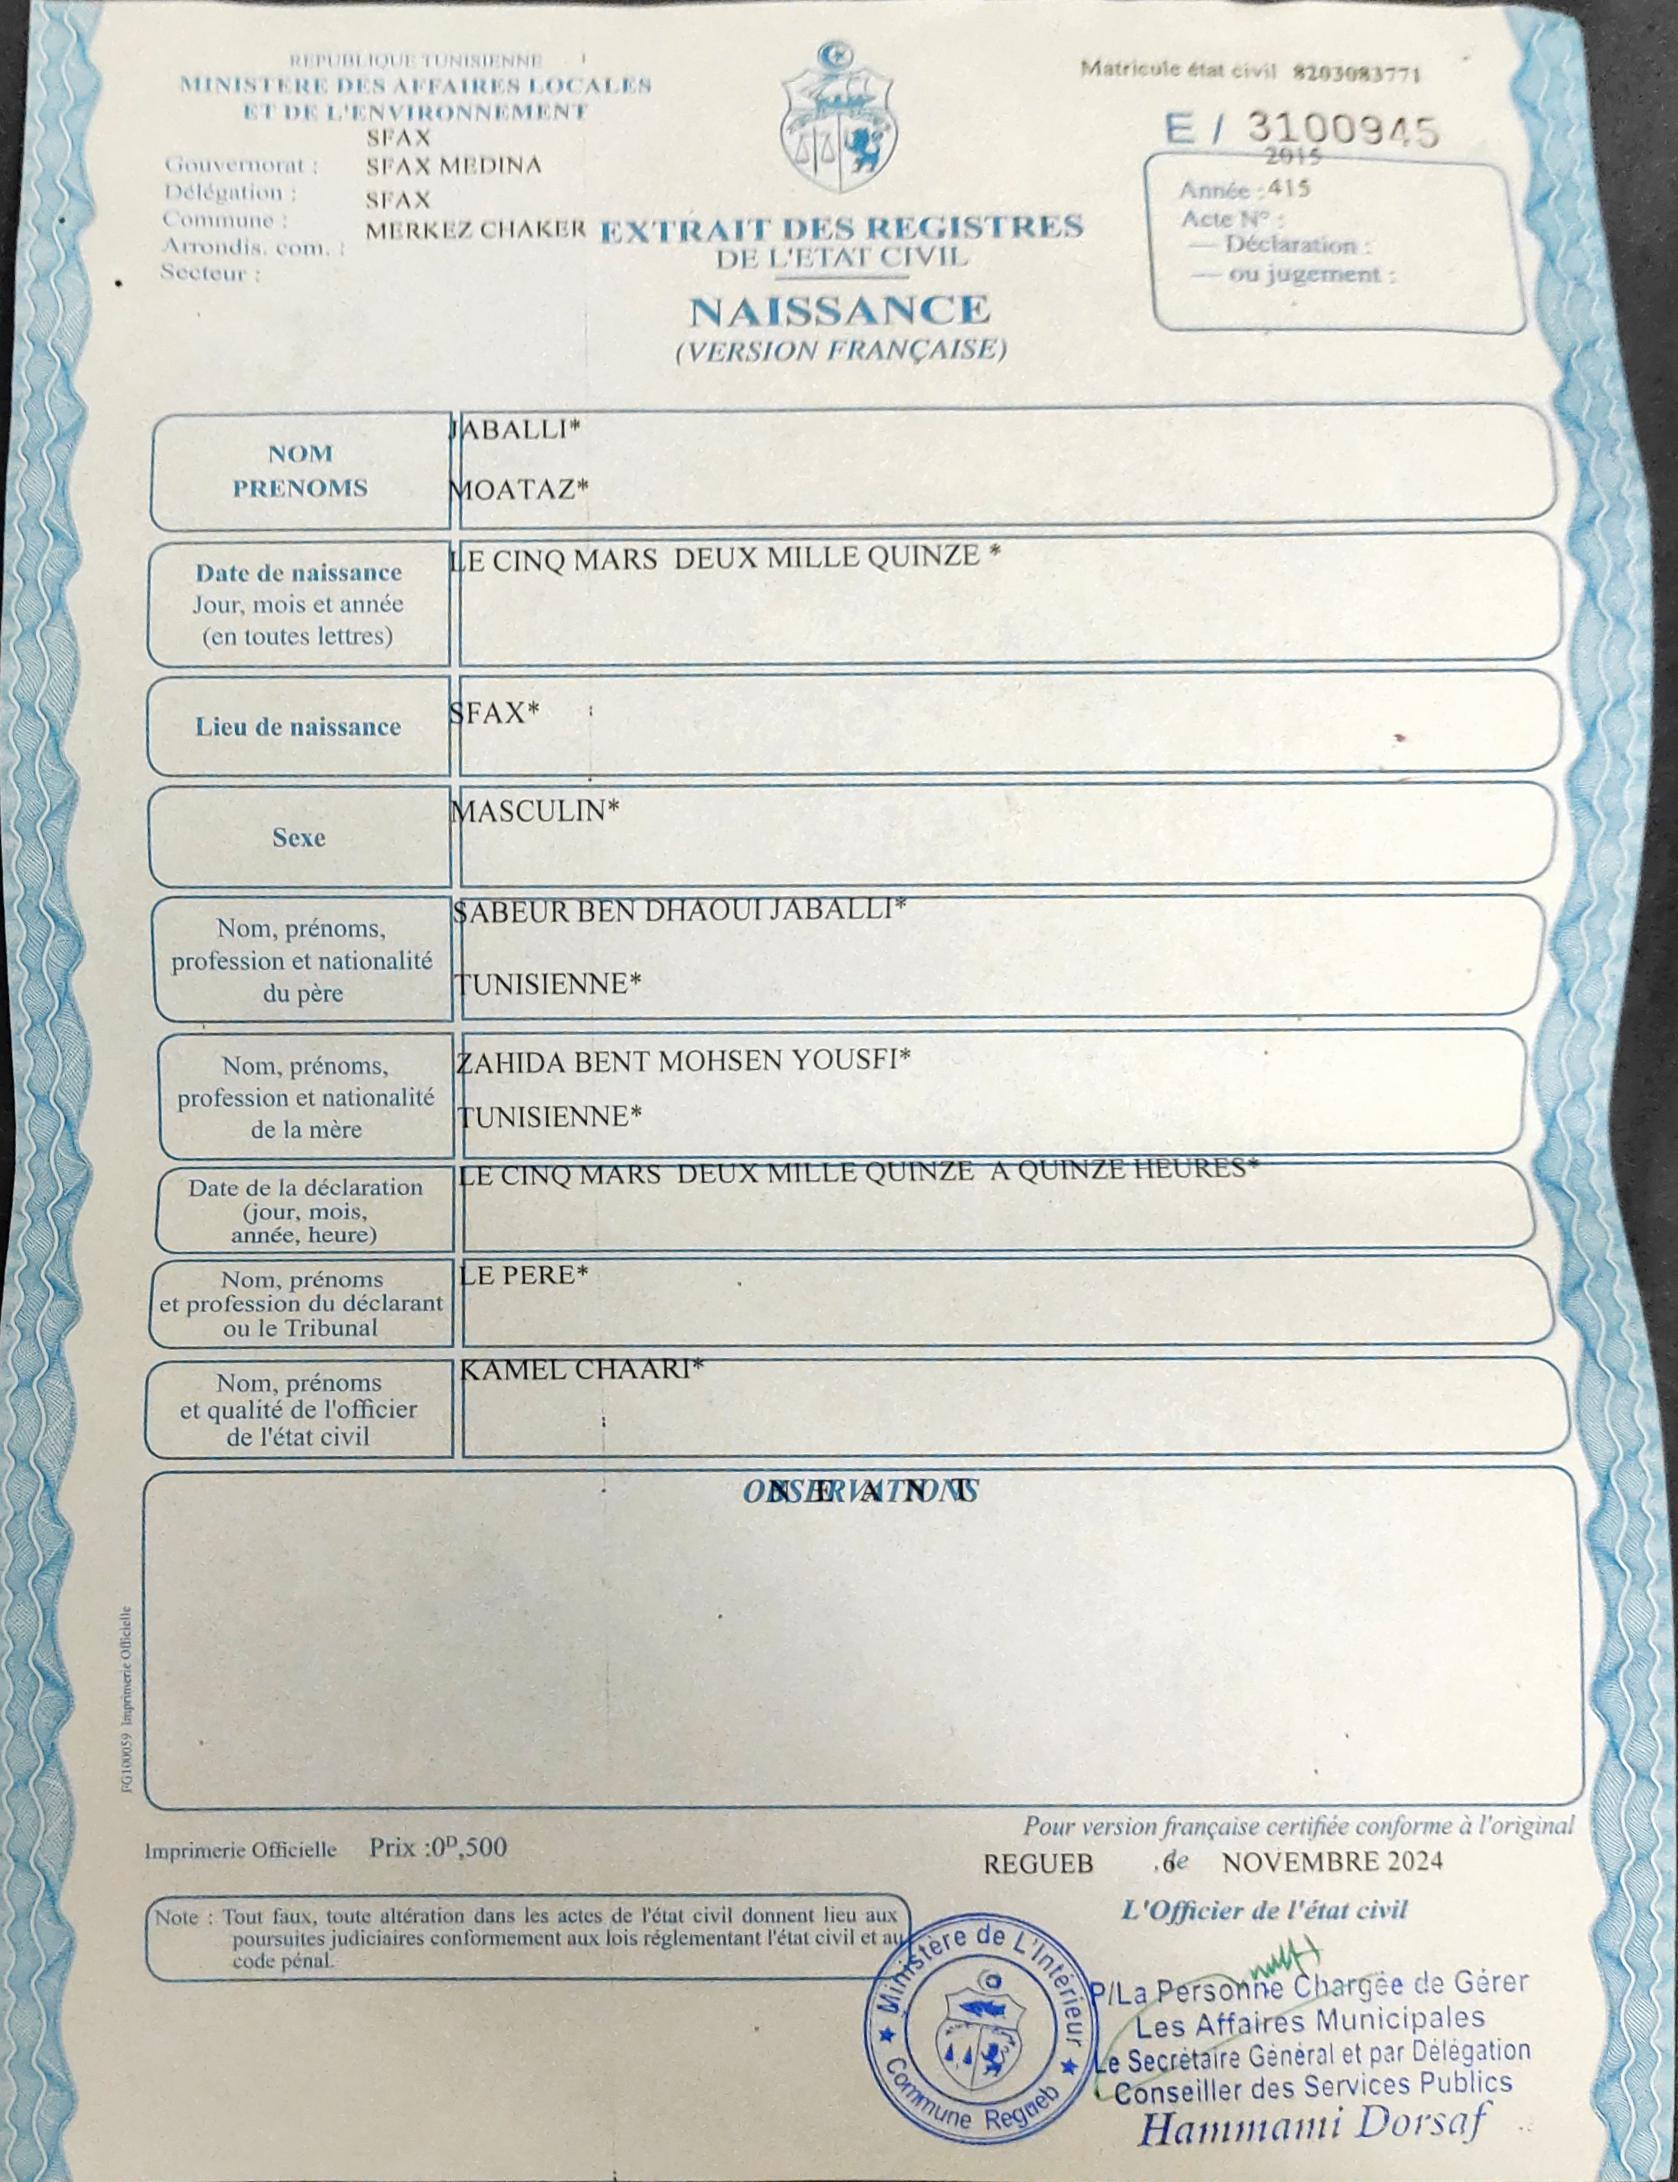 REPUBLIQUE TUNISIENNE
MINISTERE DES AFFAIRES LOCALES
ET DE L'ENVIRONNEMENT
SFAX
Gouvernorat : SFAX MEDINA
Délégation :
SFAX
Commune :
MERKEZ CHAKER
Arrondis. com. :
Secteur :
EXTRAIT DES REGISTRES
DE L'ETAT CIVIL
NAISSANCE
(VERSION FRANÇAISE)
Matricule état civil 8203083771
E / 3100945
2015
Année : 415
Acte N° :
— Déclaration :
— ou jugement :
NOM
PRENOMS
JABALLI*
MOATAZ*
Date de naissance
Jour, mois et année
(en toutes lettres)
LE CINQ MARS DEUX MILLE QUINZE *
Lieu de naissance
SFAX*
Sexe
MASCULIN*
Nom, prénoms,
profession et nationalité
du père
SABEUR BEN DHAOUI JABALLI*
TUNISIENNE*
Nom, prénoms,
profession et nationalité
de la mère
ZAHIDA BENT MOHSEN YOUSFI*
TUNISIENNE*
Date de la déclaration
(jour, mois,
année, heure)
LE CINQ MARS DEUX MILLE QUINZE A QUINZE HEURES*
Nom, prénoms
et profession du déclarant
ou le Tribunal
LE PERE*
Nom, prénoms
et qualité de l'officier
de l'état civil
KAMEL CHAARI*
OBSERVATIONS
N E A N T
FG100059 Imprimerie Officielle
Imprimerie Officielle Prix :0ᴰ,500
Pour version française certifiée conforme à l'original
REGUEB , le 6 NOVEMBRE 2024
L'Officier de l'état civil
Note : Tout faux, toute altération dans les actes de l'état civil donnent lieu aux
poursuites judiciaires conformement aux lois réglementant l'état civil et au
code pénal.
Ministère de L'Intérieur
Commune Regueb
P/La Personne Chargée de Gérer
Les Affaires Municipales
Le Secrétaire Général et par Délégation
Conseiller des Services Publics
Hammami Dorsaf